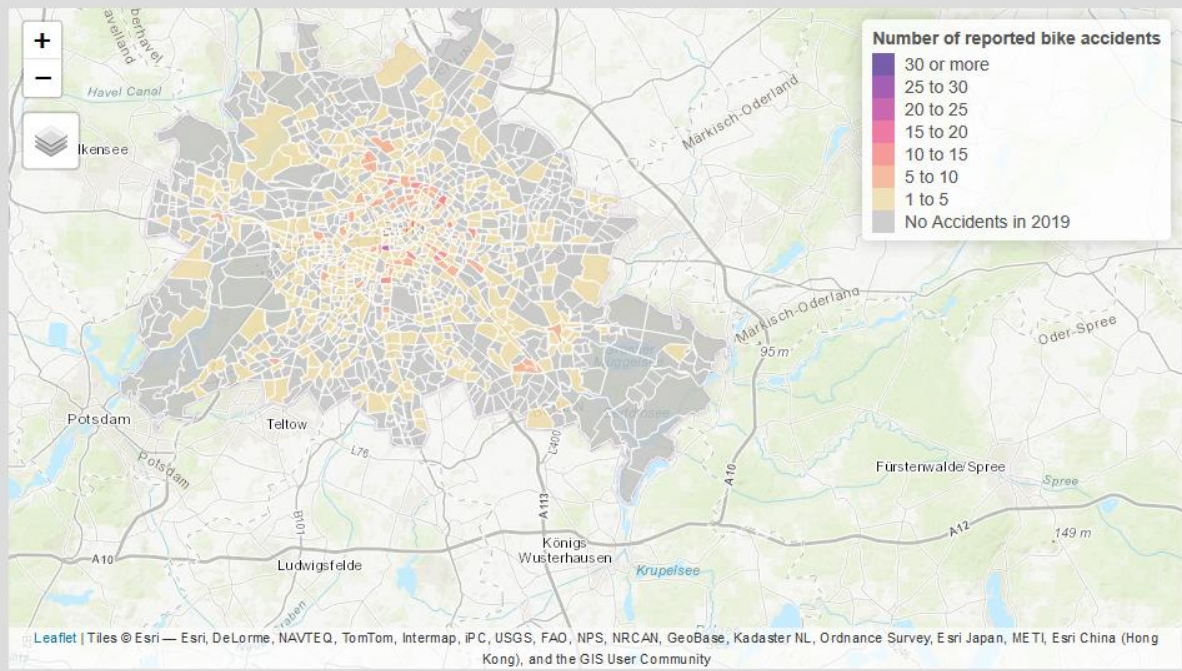 +
−
Havel Canal
Märkisch-Oderland
Number of reported bike accidents
30 or more
25 to 30
20 to 25
15 to 20
10 to 15
5 to 10
1 to 5
No Accidents in 2019
Märkisch-Oderland
95 m
Oder-Spree
Potsdam
Teltow
L76
L400
Potsdam
Fürstenwalde/Spree
Spree
A10
B101
A113
A12
149 m
Königs
Wusterhausen
A10
Ludwigsfelde
Krupelsee
Leaflet | Tiles © Esri — Esri, DeLorme, NAVTEQ, TomTom, Intermap, iPC, USGS, FAO, NPS, NRCAN, GeoBase, Kadaster NL, Ordnance Survey, Esri Japan, METI, Esri China (Hong
Kong), and the GIS User Community